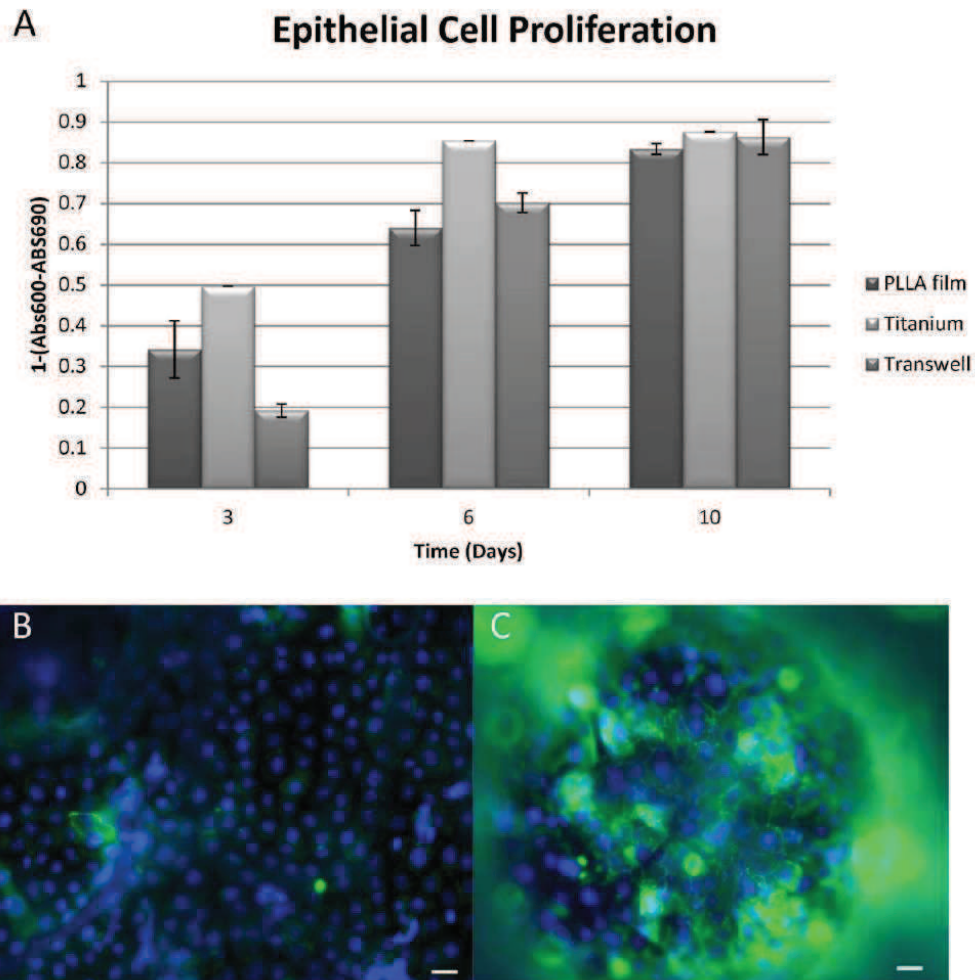 A
Epithelial Cell Proliferation
1
0.9
0.8
0.7
0.6
0.5
0.4
0.3
0.2
0.1
0
1-(Abs600-ABS690)
3 6 10
Time (Days)
PLLA film
Titanium
Transwell
B
C